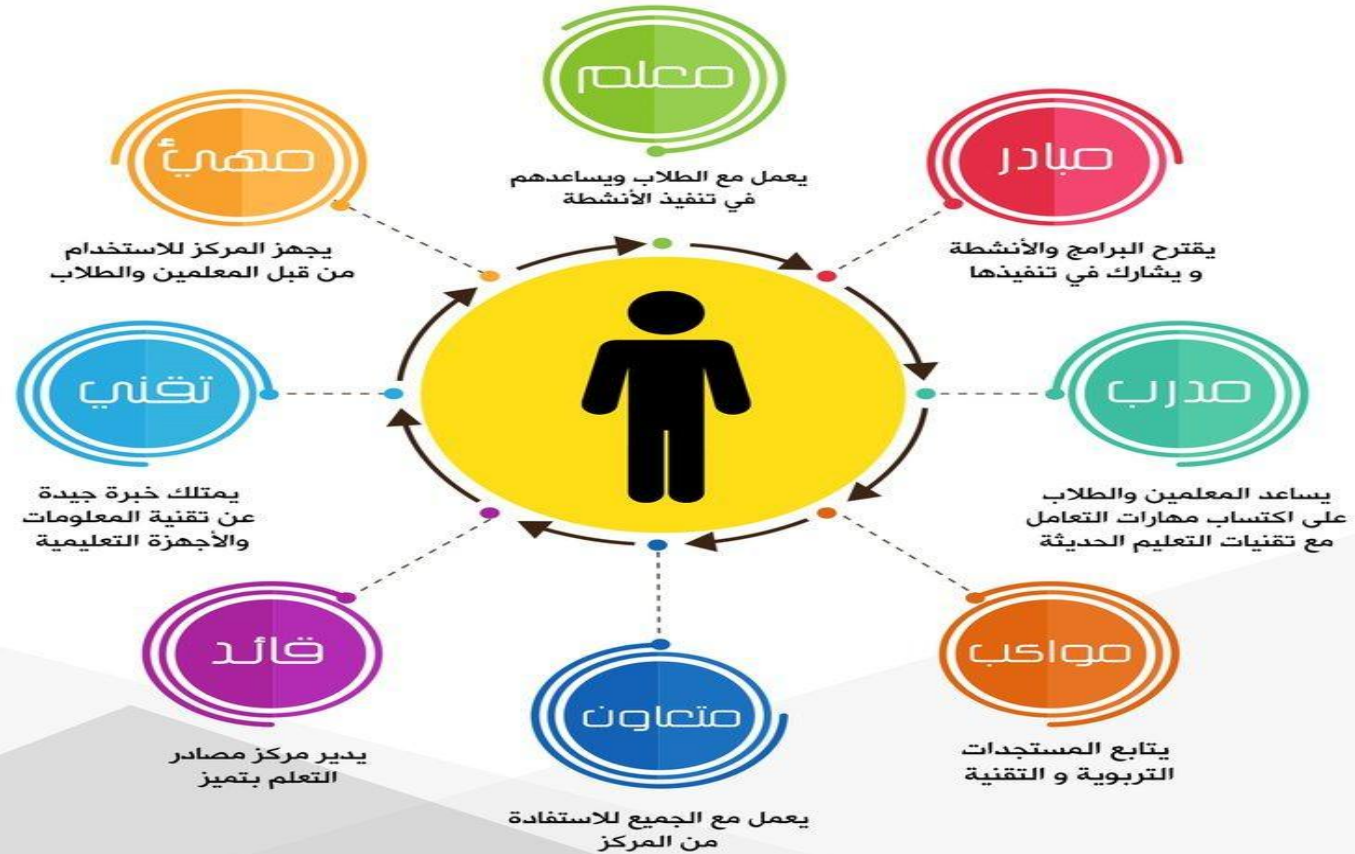 معلم
يعمل مع الطلاب ويساعدهم
في تنفيذ الأنشطة
مبادر
يقترح البرامج والأنشطة
و يشارك في تنفيذها
مدرب
يساعد المعلمين والطلاب
على اكتساب مهارات التعامل
مع تقنيات التعليم الحديثة
مواكب
يتابع المستجدات
التربوية و التقنية
متعاون
يعمل مع الجميع للاستفادة
من المركز
قائد
يدير مركز مصادر
التعلم بتميز
تقني
يمتلك خبرة جيدة
عن تقنية المعلومات
والأجهزة التعليمية
مهيئ
يجهز المركز للاستخدام
من قبل المعلمين والطلاب